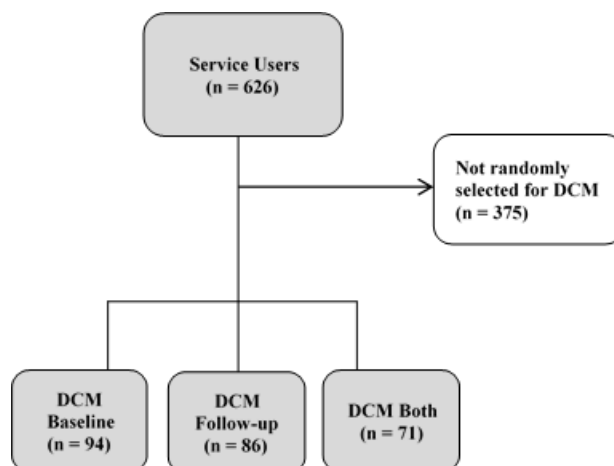 Service Users
(n = 626)
Not randomly
selected for DCM
(n = 375)
DCM
Baseline
(n = 94)
DCM
Follow-up
(n = 86)
DCM Both
(n = 71)